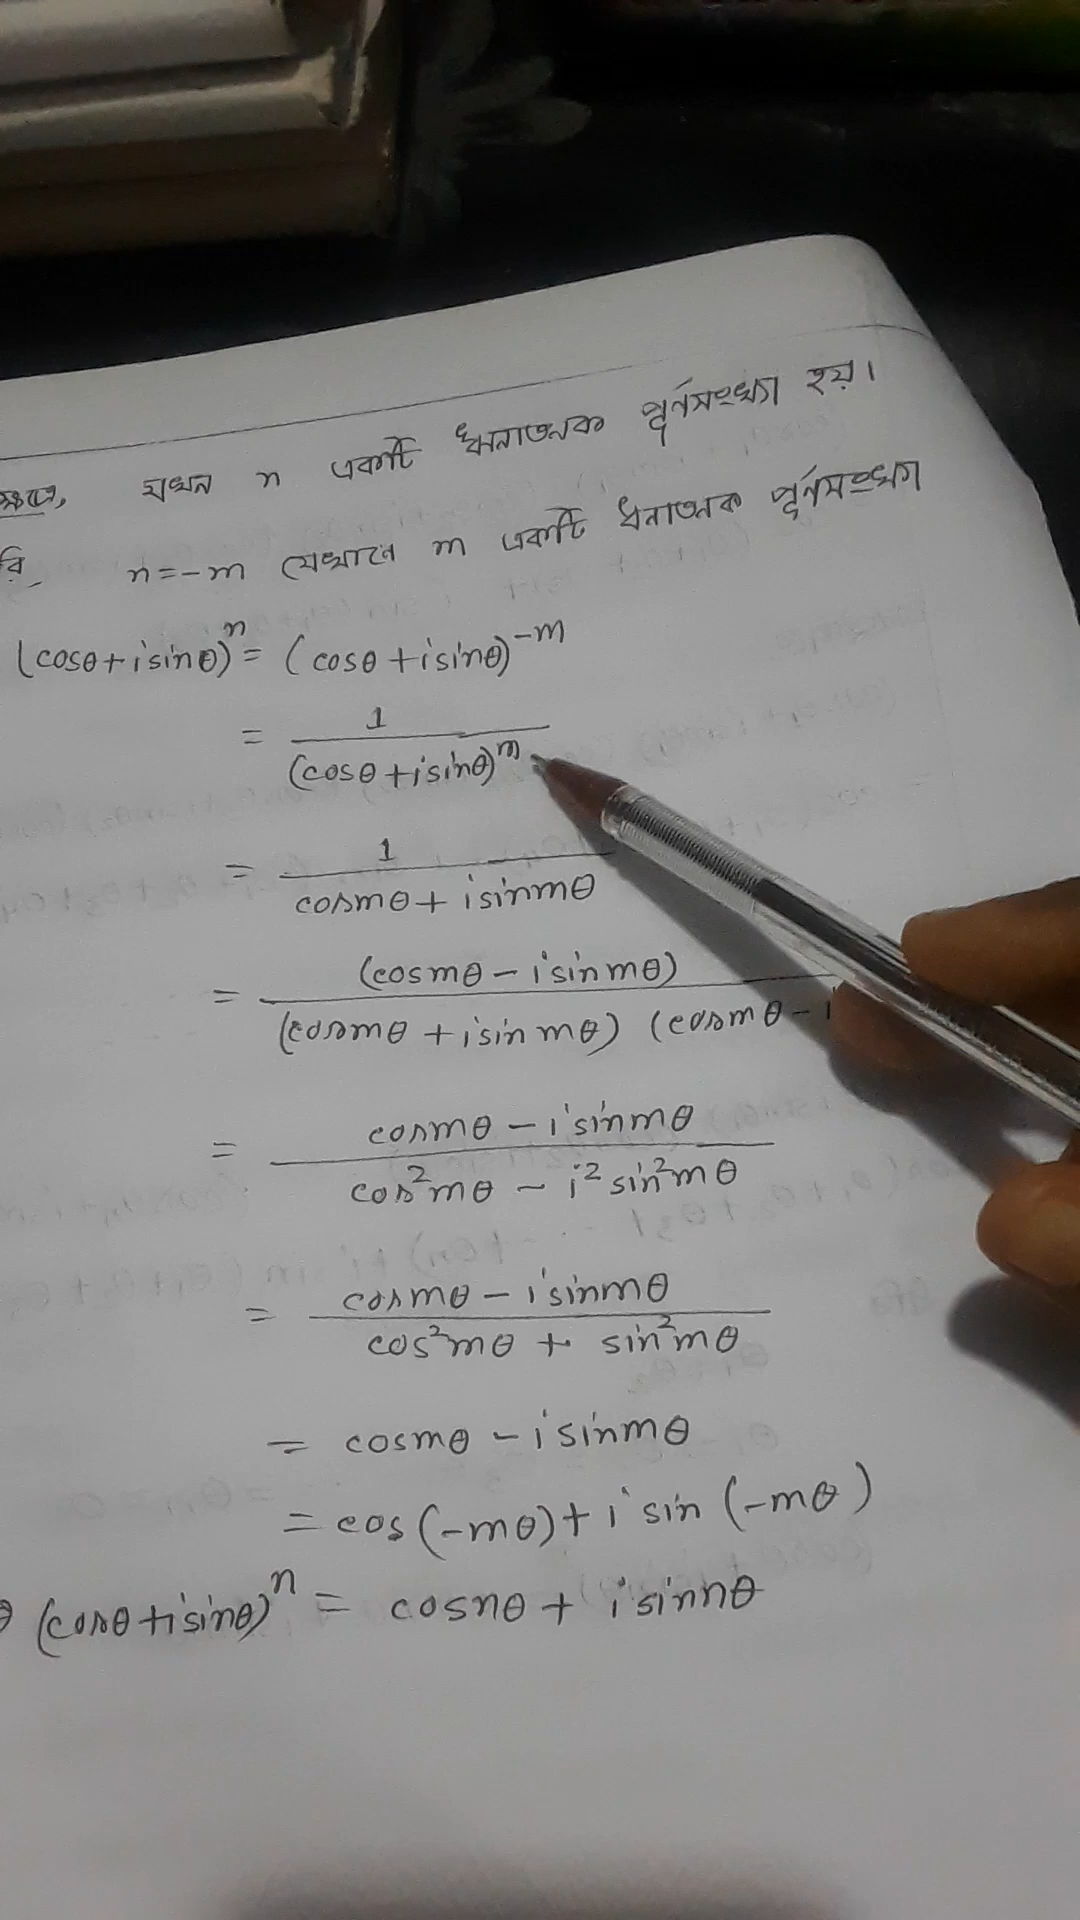 যখন n একটি ঋনাত্মক পূর্ণসংখ্যা হয়।
n=-m যেখানে m একটি ধনাত্মক পূর্ণসংখ্যা
(cosθ+isinθ)ⁿ = (cosθ+isinθ)⁻ᵐ
= 1/(cosθ+isinθ)ᵐ
= 1/(cosmθ+isinmθ)
= (cosmθ-isinmθ)/(cosmθ+isinmθ)(cosmθ-i
= (cosmθ-isinmθ)/(cos²mθ-i²sin²mθ)
= (cosmθ-isinmθ)/(cos²mθ+sin²mθ)
= cosmθ-isinmθ
= cos(-mθ)+isin(-mθ)
(cosθ+isinθ)ⁿ = cosnθ+isinnθ